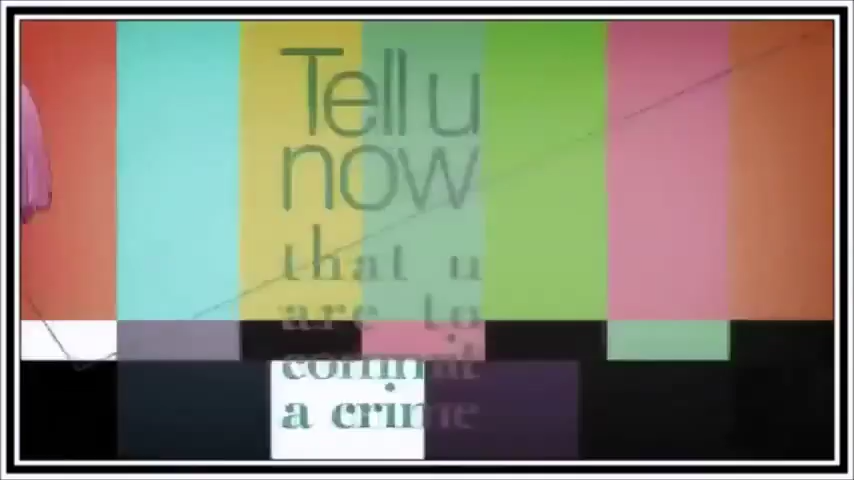 Tell u
now
that u
are to
commit
a crime